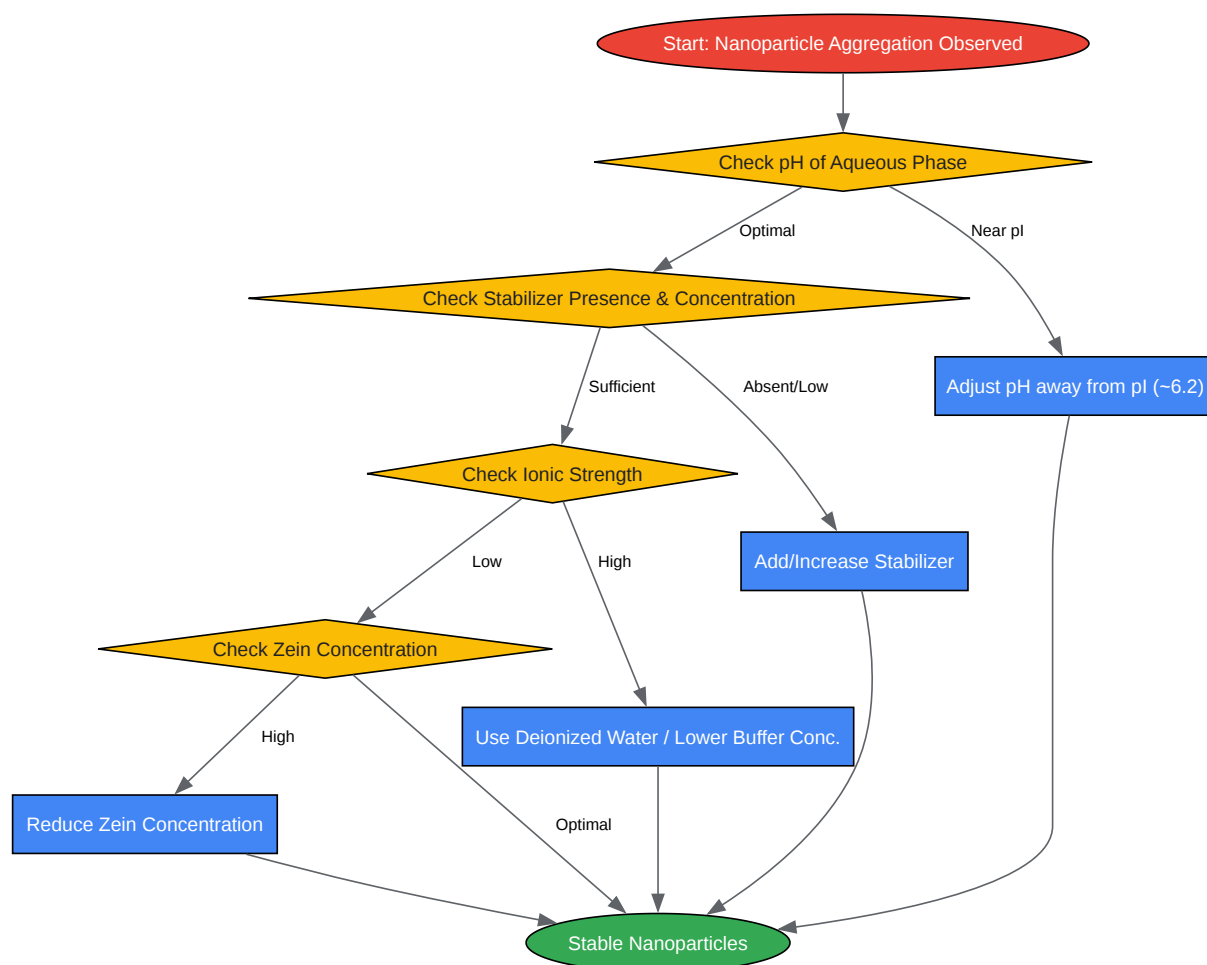 Start: Nanoparticle Aggregation Observed
Check pH of Aqueous Phase
Optimal
Near pI
Check Stabilizer Presence & Concentration
Adjust pH away from pI (~6.2)
Sufficient
Absent/Low
Check Ionic Strength
Add/Increase Stabilizer
Low
High
Check Zein Concentration
Use Deionized Water / Lower Buffer Conc.
High
Reduce Zein Concentration
Optimal
Stable Nanoparticles